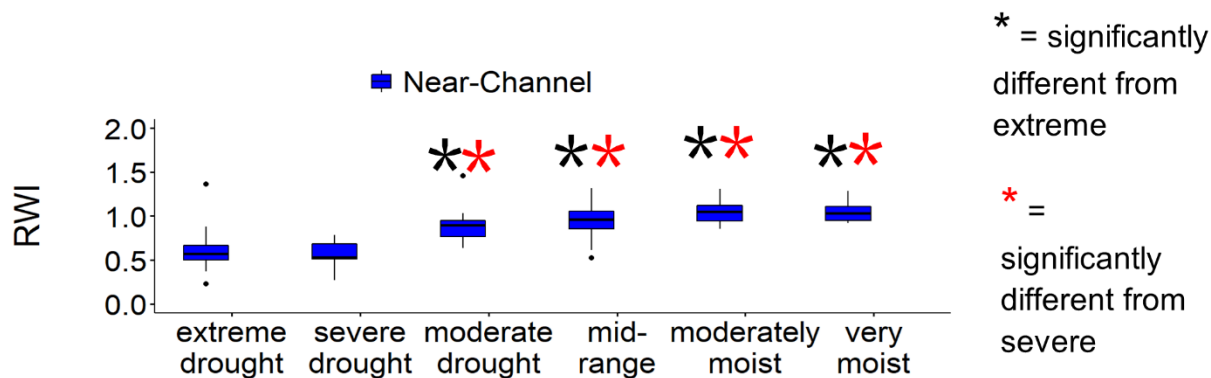 * = significantly
different from
extreme
Near-Channel
RWI
2.0
1.5
1.0
0.5
0.0
* * * * * * * *
* =
significantly
different from
severe
extreme drought
severe drought
moderate drought
mid-range
moderately moist
very moist